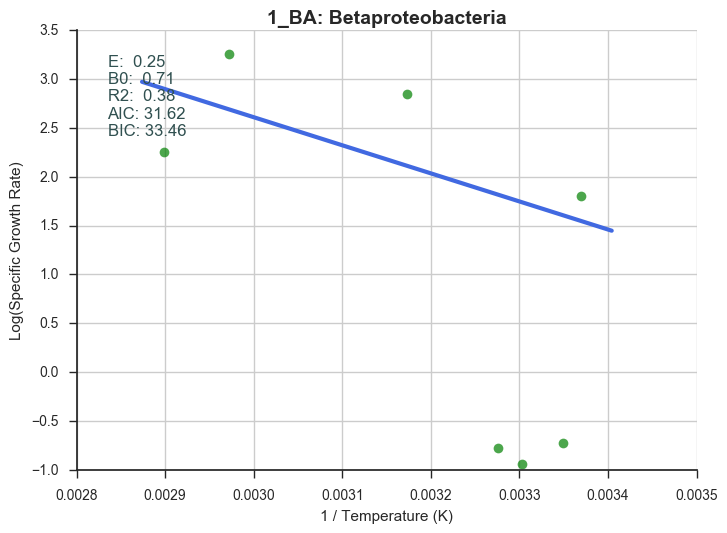 1_BA: Betaproteobacteria
E:  0.25
B0:  0.71
R2:  0.38
AIC: 31.62
BIC: 33.46
Log(Specific Growth Rate)
3.5
3.0
2.5
2.0
1.5
1.0
0.5
0.0
−0.5
−1.0
0.0028 0.0029 0.0030 0.0031 0.0032 0.0033 0.0034 0.0035
1 / Temperature (K)